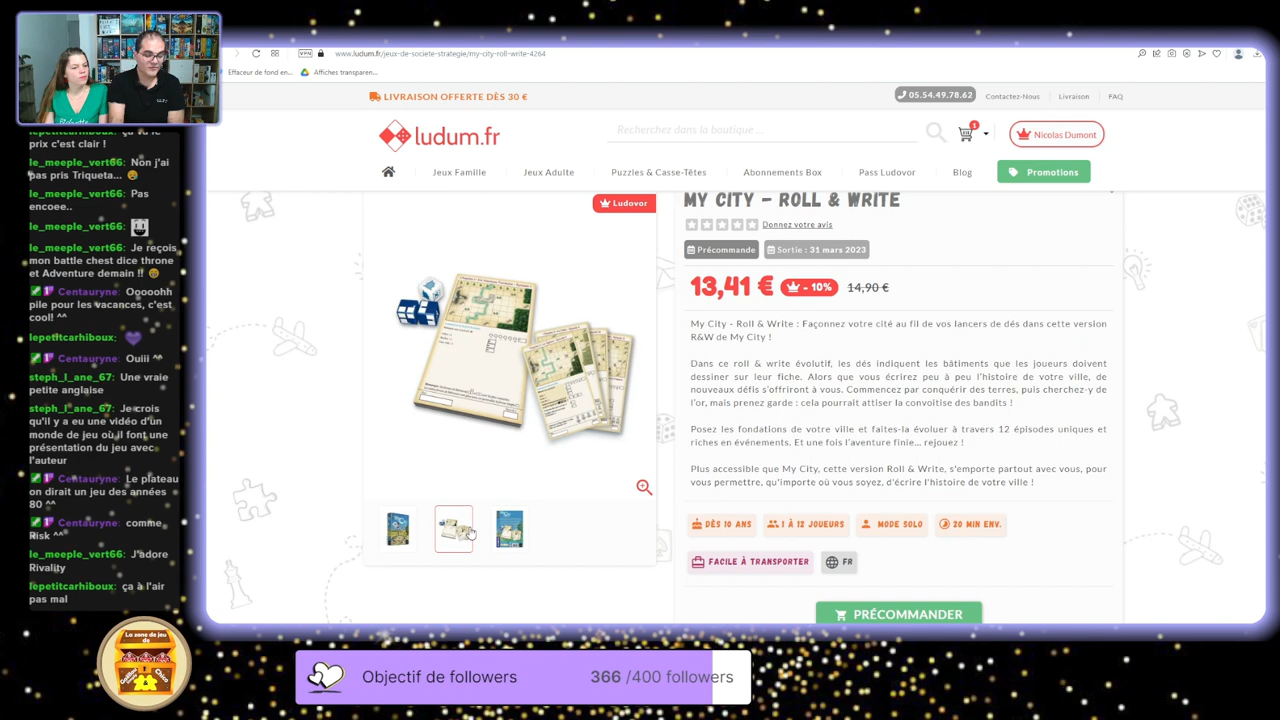 www.ludum.fr/jeux-de-societe-strategie/my-city-roll-write-4264
VPN
Effaceur de fond en...
Affiches transparen...
LIVRAISON OFFERTE DÈS 30 €
05.54.49.78.62
Contactez-Nous
Livraison
FAQ
ludum.fr
Recherchez dans la boutique ...
1
Nicolas Dumont
Jeux Famille
Jeux Adulte
Puzzles & Casse-Têtes
Abonnements Box
Pass Ludovor
Blog
Promotions
Ludovor
MY CITY - ROLL & WRITE
Donnez votre avis
Précommande
Sortie : 31 mars 2023
13,41 €
- 10%
14,90 €
My City - Roll & Write : Façonnez votre cité au fil de vos lancers de dés dans cette version
R&W de My City !
Dans ce roll & write évolutif, les dés indiquent les bâtiments que les joueurs doivent
dessiner sur leur fiche. Alors que vous écrirez peu à peu l'histoire de votre ville, de
nouveaux défis s'offriront à vous. Commencez par conquérir des terres, puis cherchez-y de
l'or, mais prenez garde : cela pourrait attiser la convoitise des bandits !
Posez les fondations de votre ville et faites-la évoluer à travers 12 épisodes uniques et
riches en événements. Et une fois l'aventure finie... rejouez !
Plus accessible que My City, cette version Roll & Write, s'emporte partout avec vous, pour
vous permettre, qu'importe où vous soyez, d'écrire l'histoire de votre ville !
DÈS 10 ANS
1 À 12 JOUEURS
MODE SOLO
20 MIN ENV.
FACILE À TRANSPORTER
FR
PRÉCOMMANDER
lepetitcarhiboux: ça va le
prix c'est clair !
le_meeple_vert66: Non j'ai
pas pris Triqueta...
le_meeple_vert66: Pas
encoee..
le_meeple_vert66:
le_meeple_vert66: Je reçois
mon battle chest dice throne
et Adventure demain !!
Centauryne: Ooooohh
pile pour les vacances, c'est
cool! ^^
lepetitcarhiboux:
Centauryne: Ouiii ^^
steph_l_ane_67: Une vraie
petite anglaise
steph_l_ane_67: Je crois
qu'il y a eu une vidéo d'un
monde de jeu où il font une
présentation du jeu avec
l'auteur
Centauryne: Le plateau
on dirait un jeu des années
80 ^^
Centauryne: comme
Risk ^^
le_meeple_vert66: J'adore
Rivality
lepetitcarhiboux: ça à l'air
pas mal
La zone de jeu
de
Chico
Objectif de followers
366 /400 followers